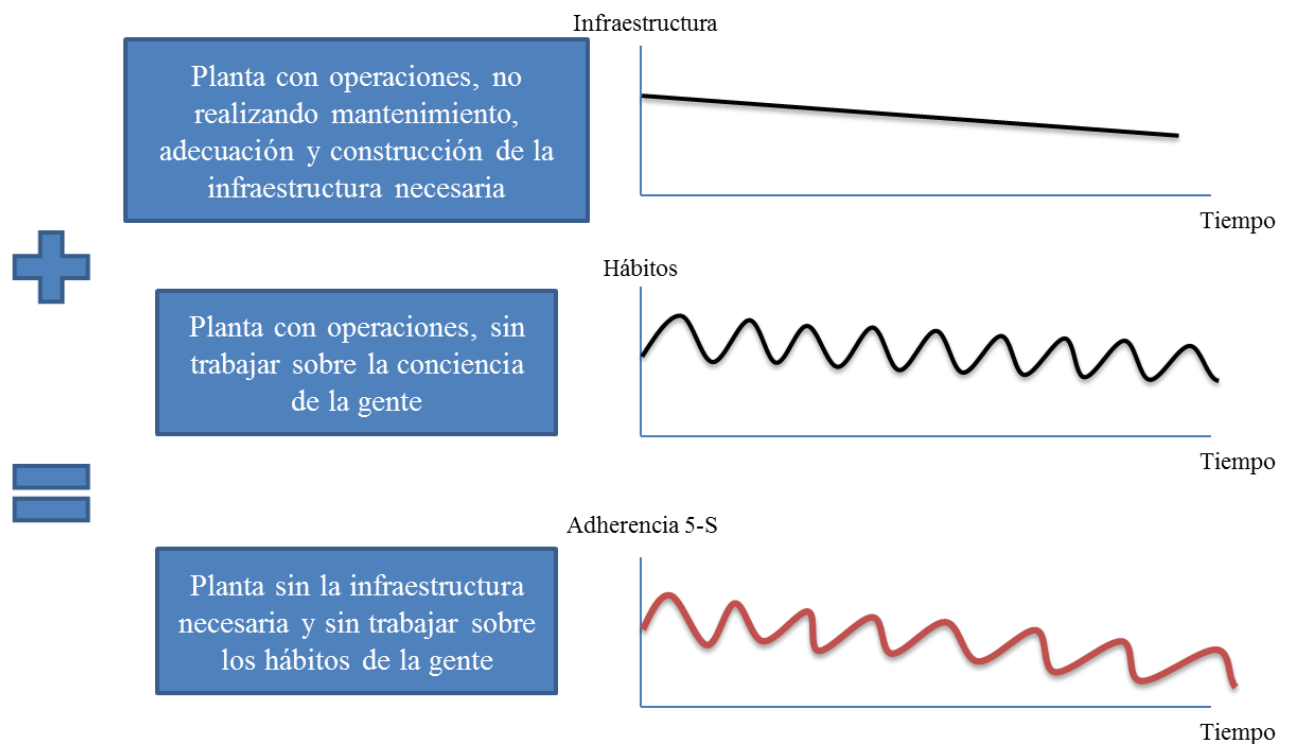 Infraestructura
Planta con operaciones, no
realizando mantenimiento,
adecuación y construcción de la
infraestructura necesaria
Tiempo
Hábitos
Planta con operaciones, sin
trabajar sobre la conciencia
de la gente
Tiempo
Adherencia 5-S
Planta sin la infraestructura
necesaria y sin trabajar sobre
los hábitos de la gente
Tiempo